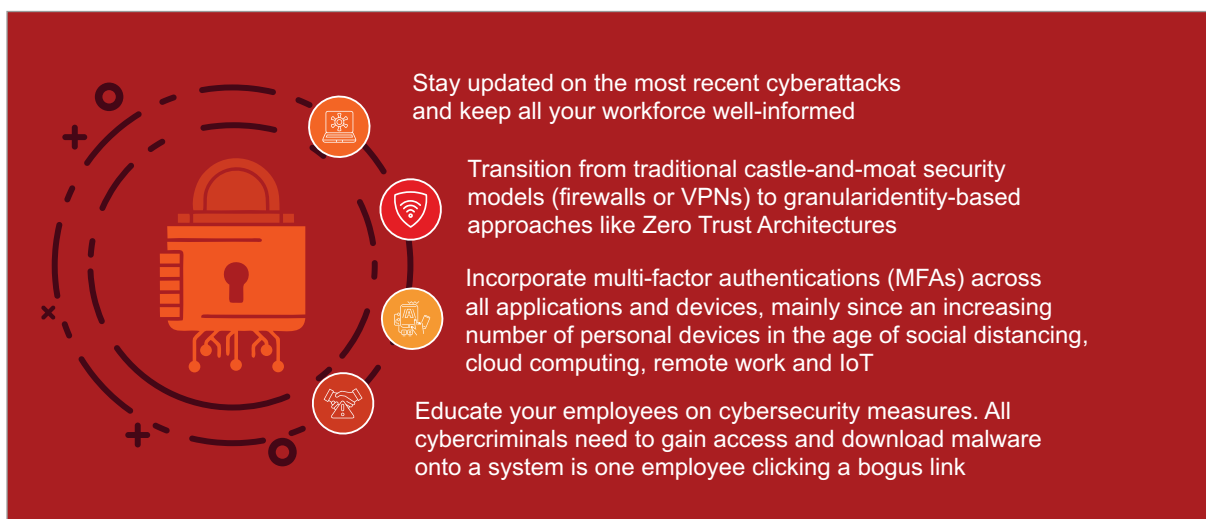 Stay updated on the most recent cyberattacks
and keep all your workforce well-informed
Transition from traditional castle-and-moat security
models (firewalls or VPNs) to granularidentity-based
approaches like Zero Trust Architectures
Incorporate multi-factor authentications (MFAs) across
all applications and devices, mainly since an increasing
number of personal devices in the age of social distancing,
cloud computing, remote work and IoT
Educate your employees on cybersecurity measures. All
cybercriminals need to gain access and download malware
onto a system is one employee clicking a bogus link